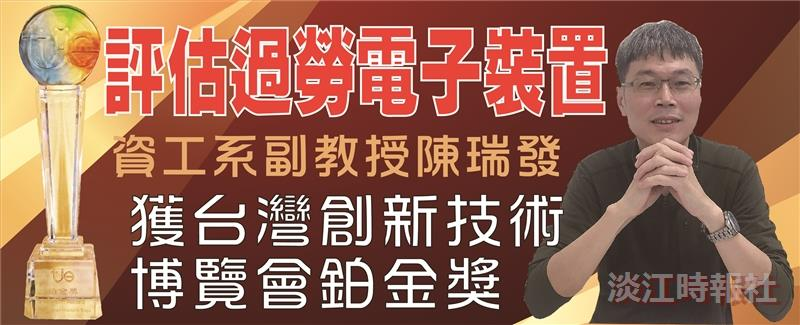 評估過勞電子裝置
資工系副教授陳瑞發
獲台灣創新技術
博覽會鉑金獎
淡江時報社